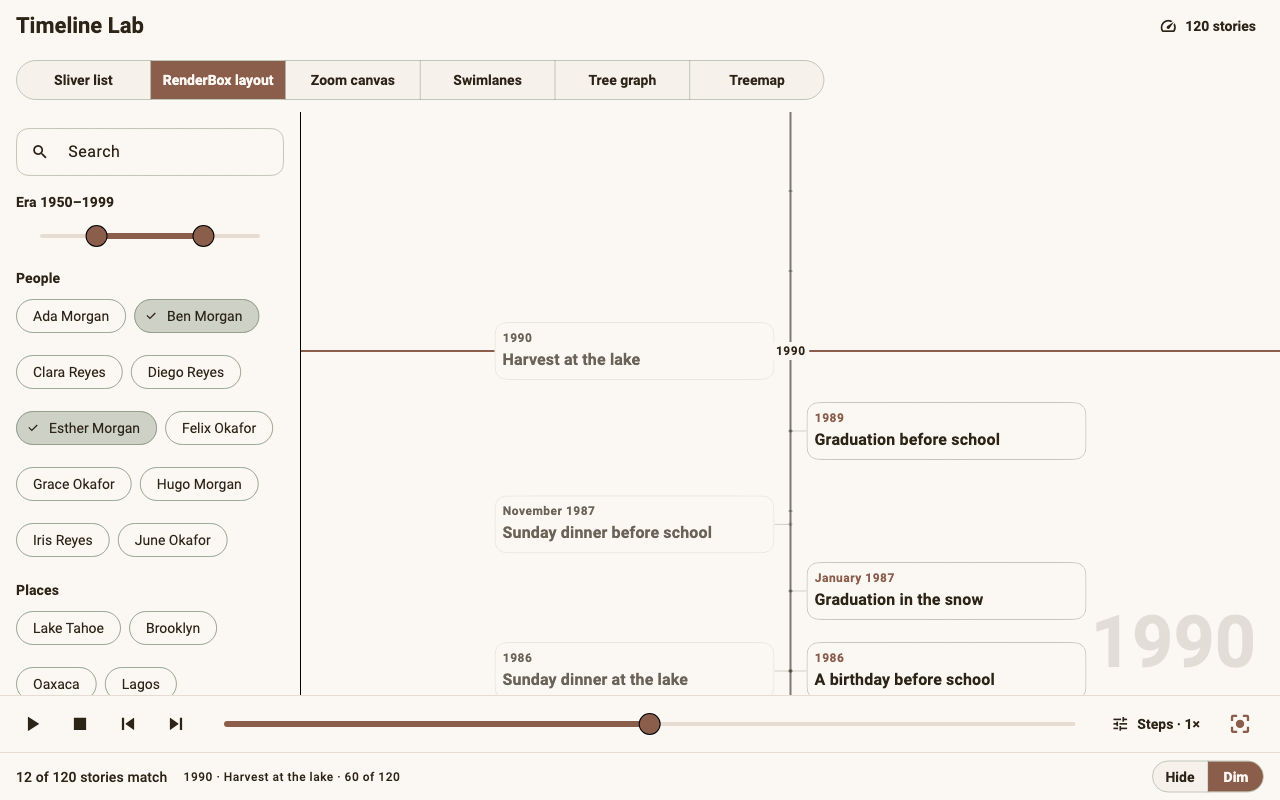 Timeline Lab
120 stories
Sliver list
RenderBox layout
Zoom canvas
Swimlanes
Tree graph
Treemap
Search
Era 1950–1999
People
Ada Morgan
Ben Morgan
Clara Reyes
Diego Reyes
Esther Morgan
Felix Okafor
Grace Okafor
Hugo Morgan
Iris Reyes
June Okafor
Places
Lake Tahoe
Brooklyn
Oaxaca
Lagos
1990
Harvest at the lake
1990
1989
Graduation before school
November 1987
Sunday dinner before school
January 1987
Graduation in the snow
1986
Sunday dinner at the lake
1986
A birthday before school
1990
Steps · 1×
12 of 120 stories match
1990 · Harvest at the lake · 60 of 120
Hide
Dim